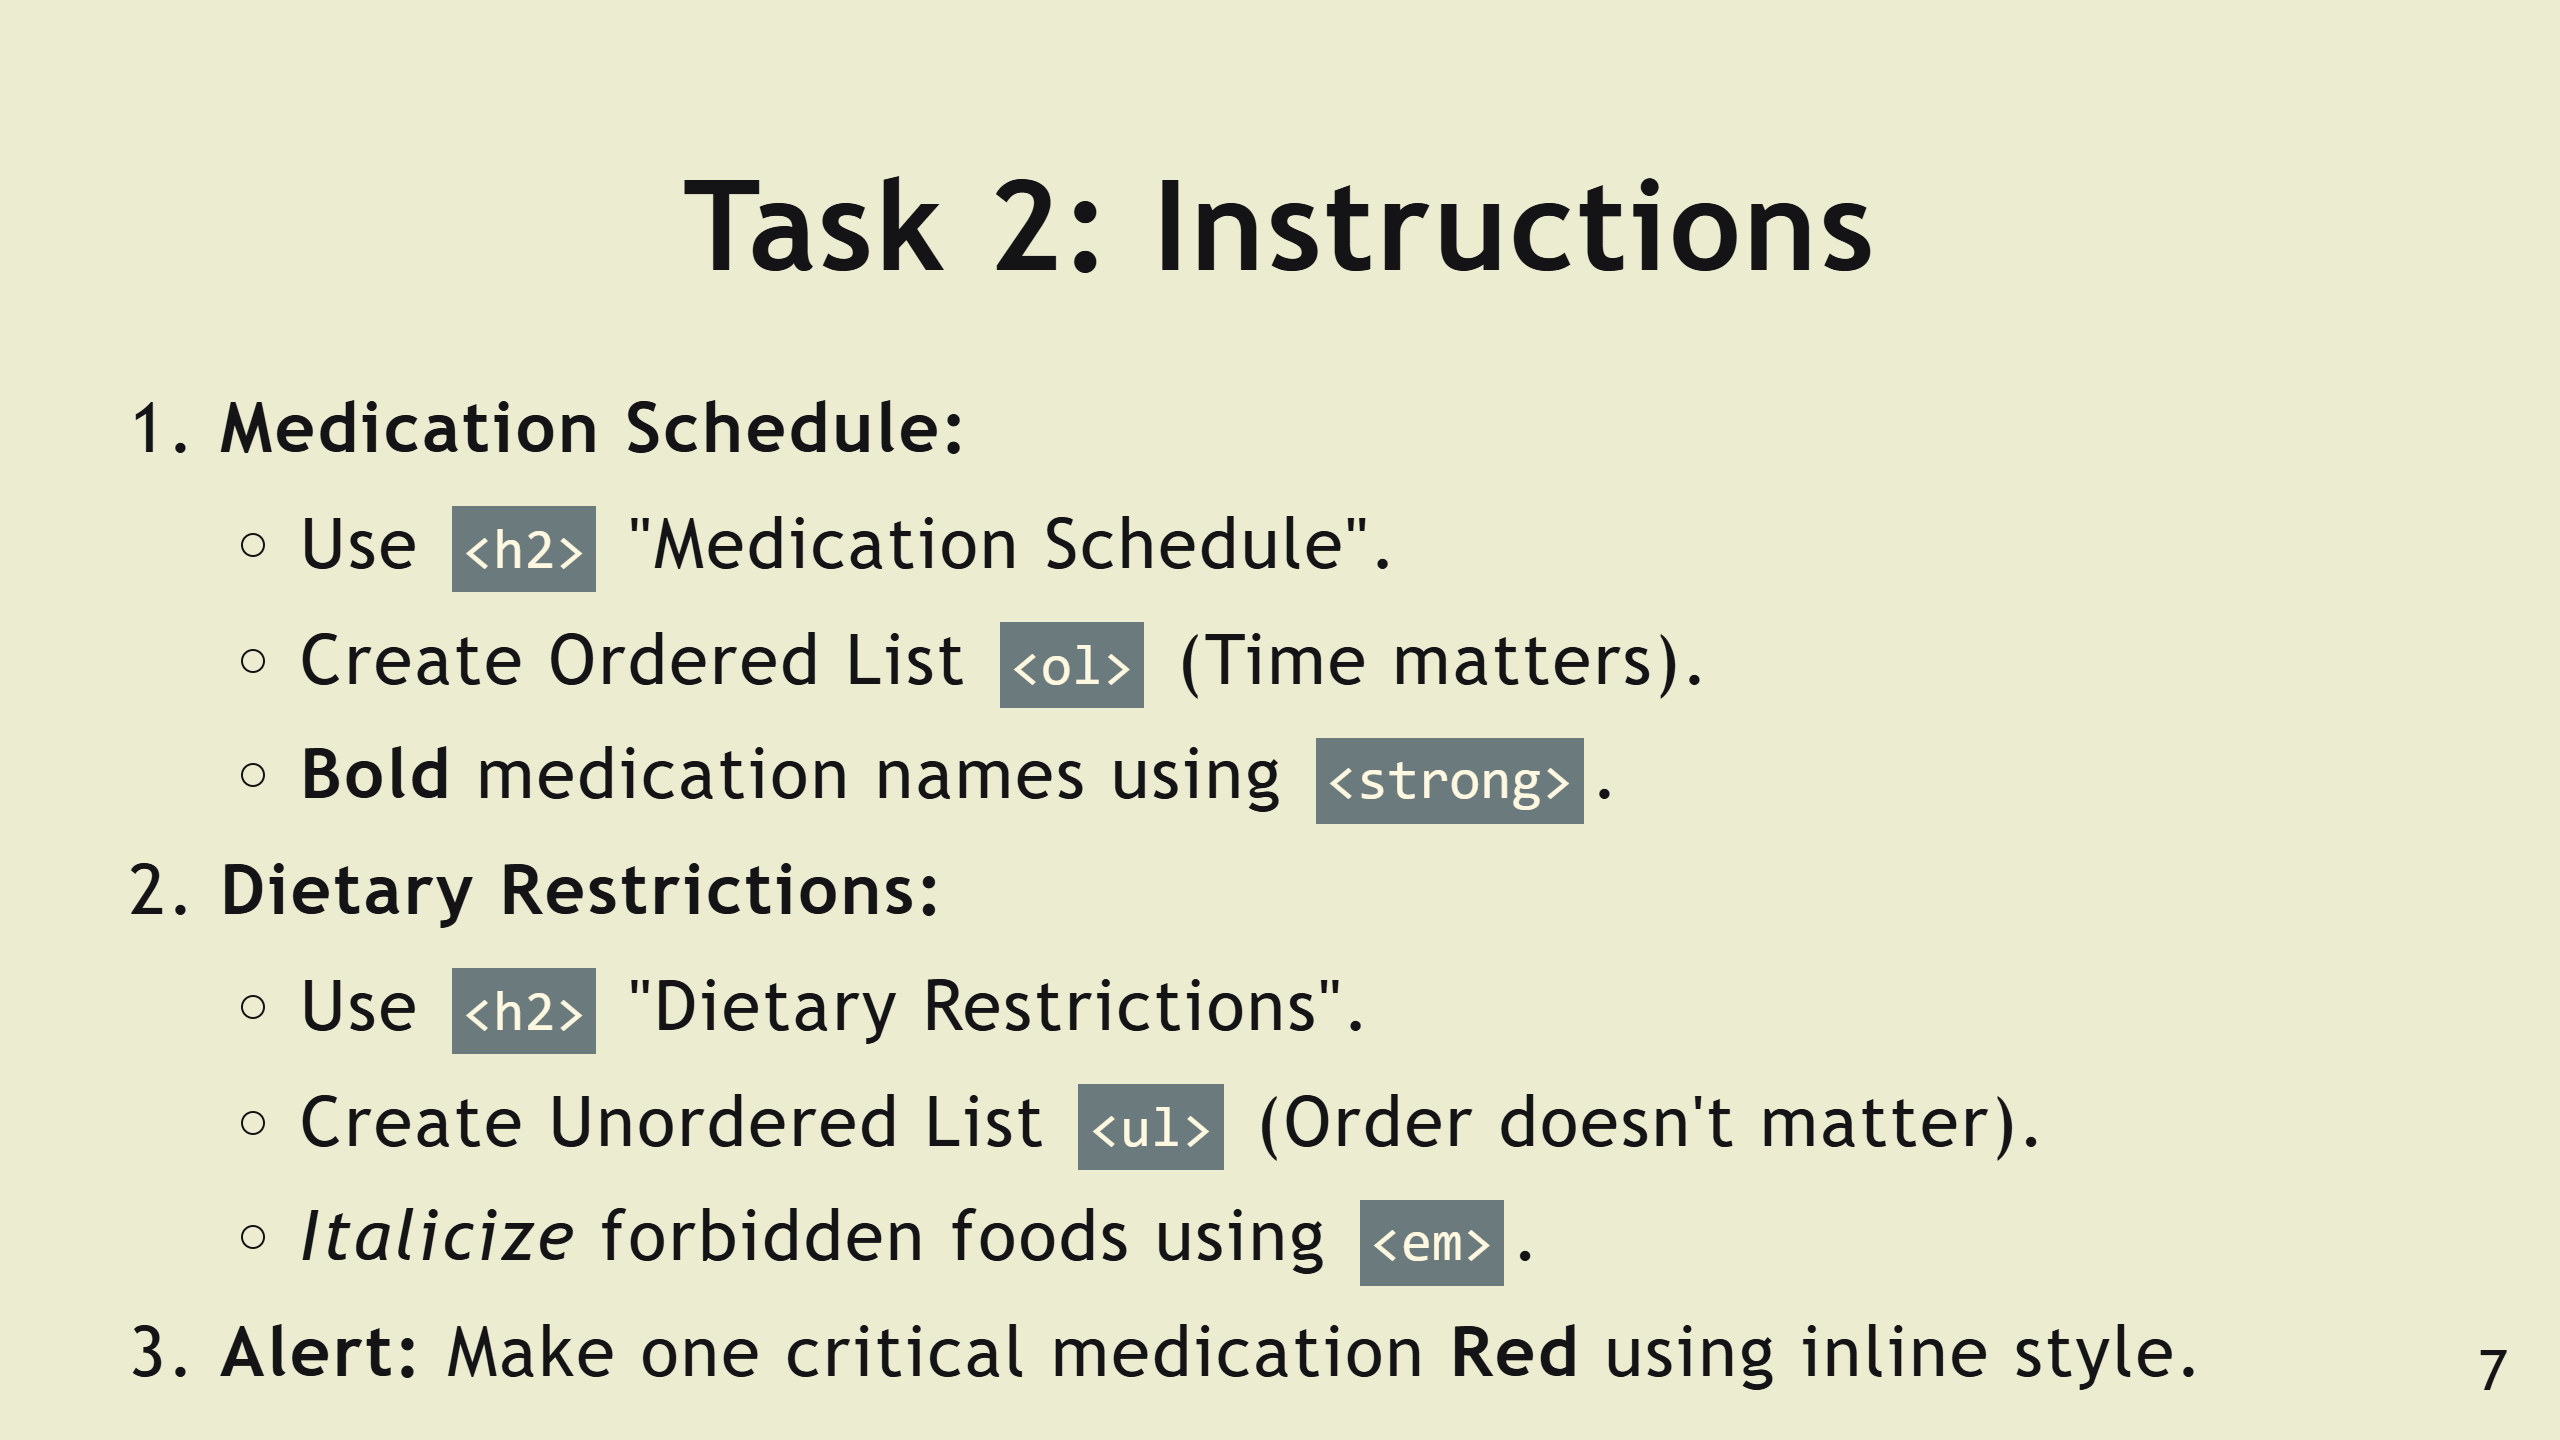 Task 2: Instructions
1. Medication Schedule:
○ Use <h2> "Medication Schedule".
○ Create Ordered List <ol> (Time matters).
○ Bold medication names using <strong>.
2. Dietary Restrictions:
○ Use <h2> "Dietary Restrictions".
○ Create Unordered List <ul> (Order doesn't matter).
○ Italicize forbidden foods using <em>.
3. Alert: Make one critical medication Red using inline style.
7